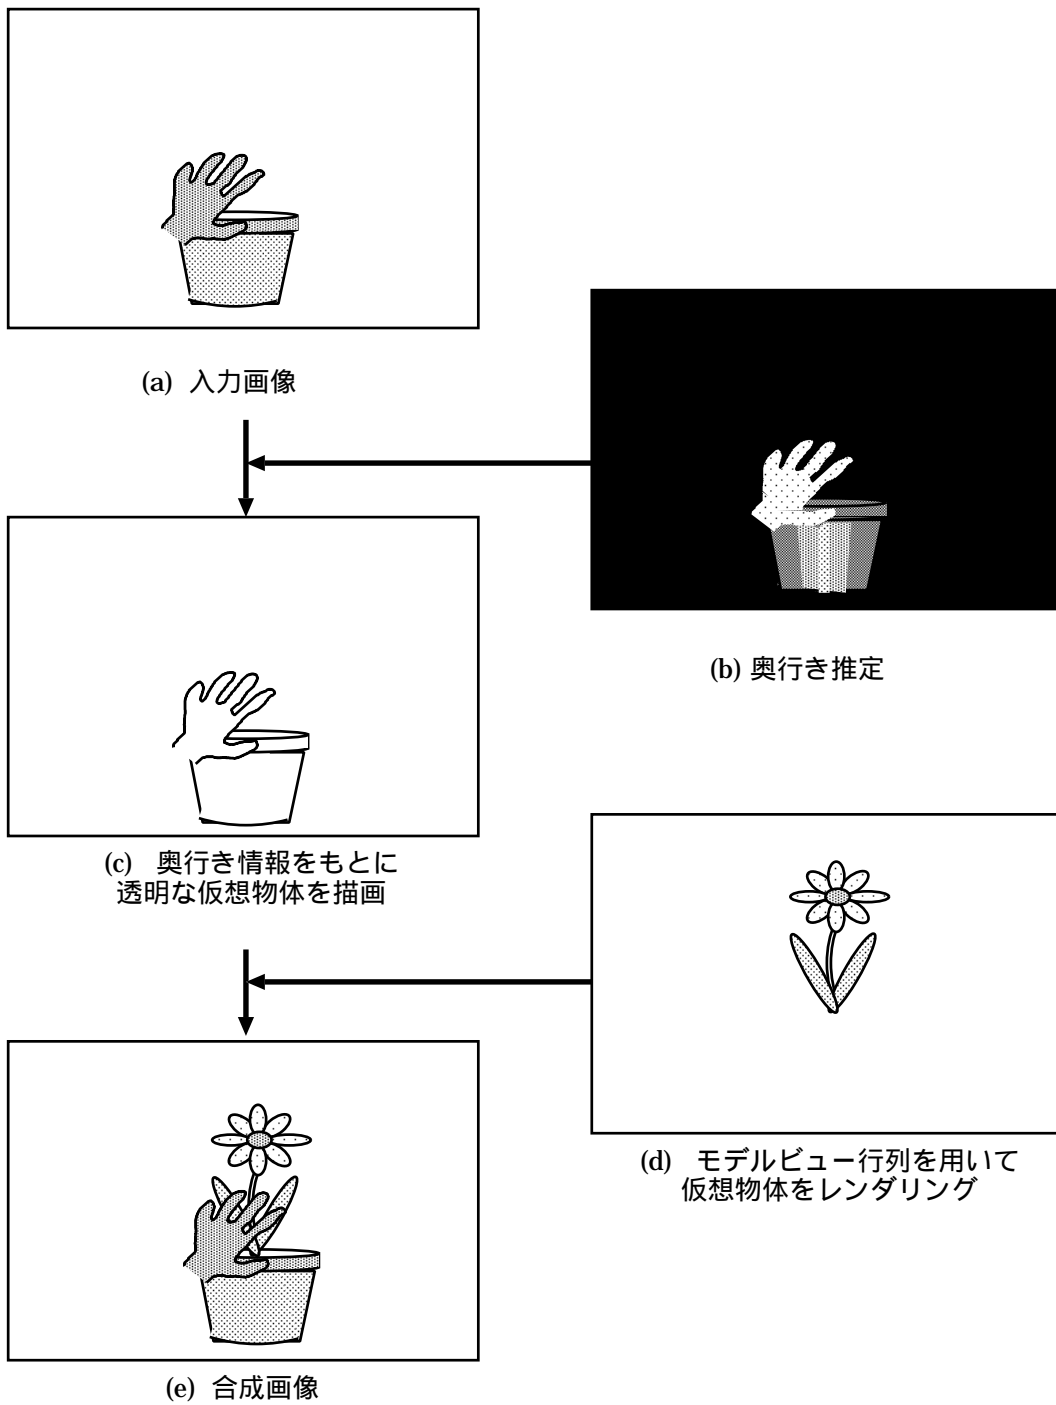 (a) 入力画像
(b) 奥行き推定
(c) 奥行き情報をもとに
透明な仮想物体を描画
(d) モデルビュー行列を用いて
仮想物体をレンダリング
(e) 合成画像